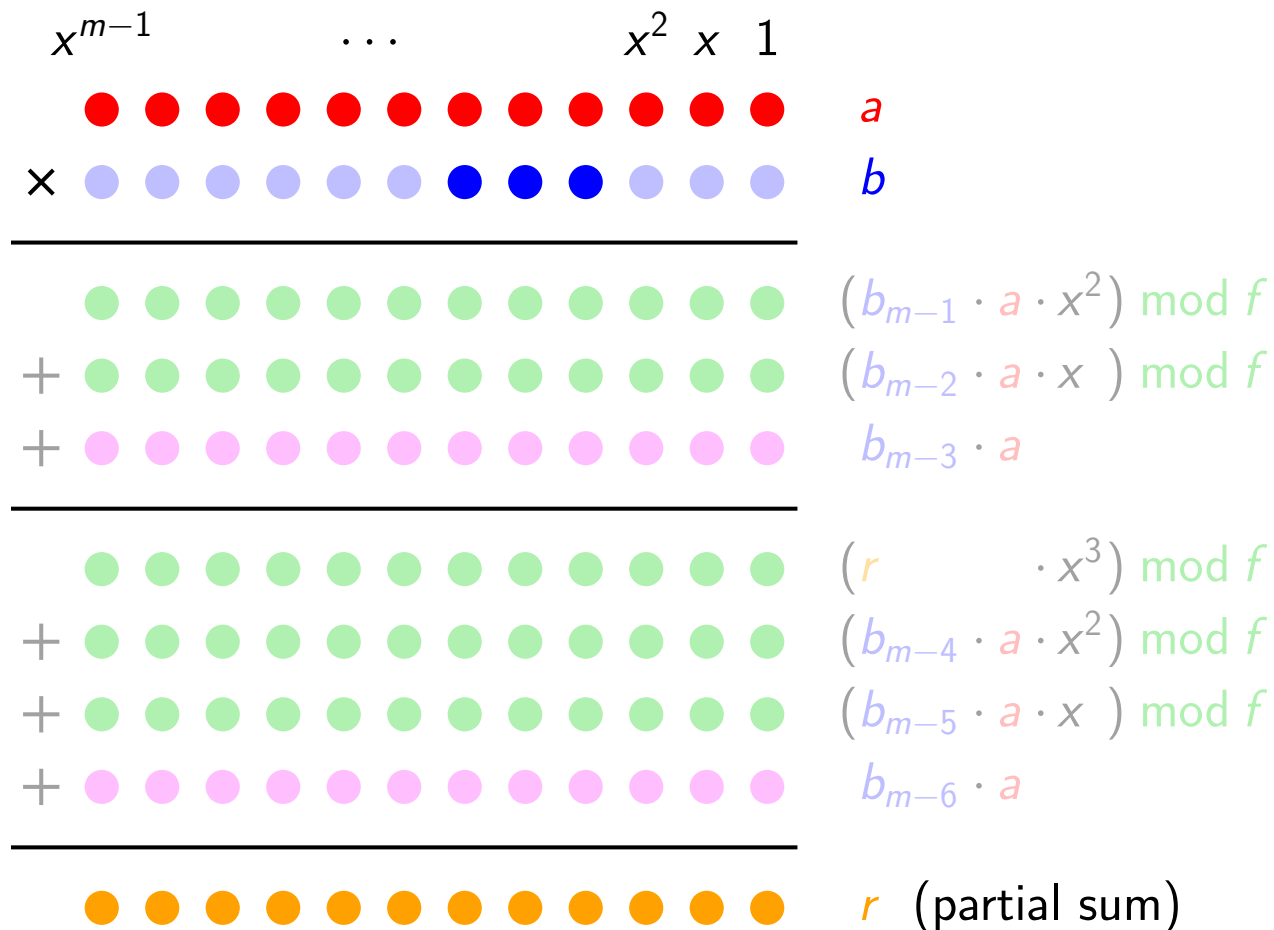 x^{m−1} ⋯ x^2 x 1
a
× b
(b_{m−1} · a · x^2) mod f
+ (b_{m−2} · a · x ) mod f
+ b_{m−3} · a
(r · x^3) mod f
+ (b_{m−4} · a · x^2) mod f
+ (b_{m−5} · a · x ) mod f
+ b_{m−6} · a
r (partial sum)